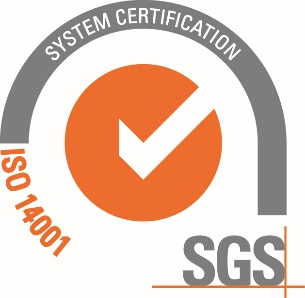 SYSTEM CERTIFICATION
ISO 14001
SGS